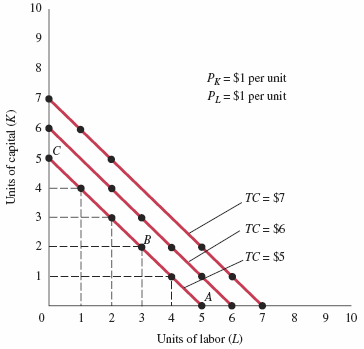 10
9
8
7
6
5
4
3
2
1
0
1 2 3 4 5 6 7 8 9 10
Units of capital (K)
Units of labor (L)
P_K = $1 per unit
P_L = $1 per unit
C
B
A
TC = $7
TC = $6
TC = $5